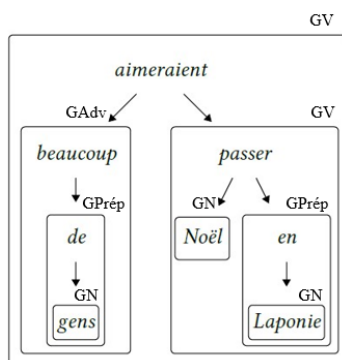 GV
aimeraient
GAdv GV
beaucoup passer
GPrép GN GPrép
de Noël en
GN GN
gens Laponie